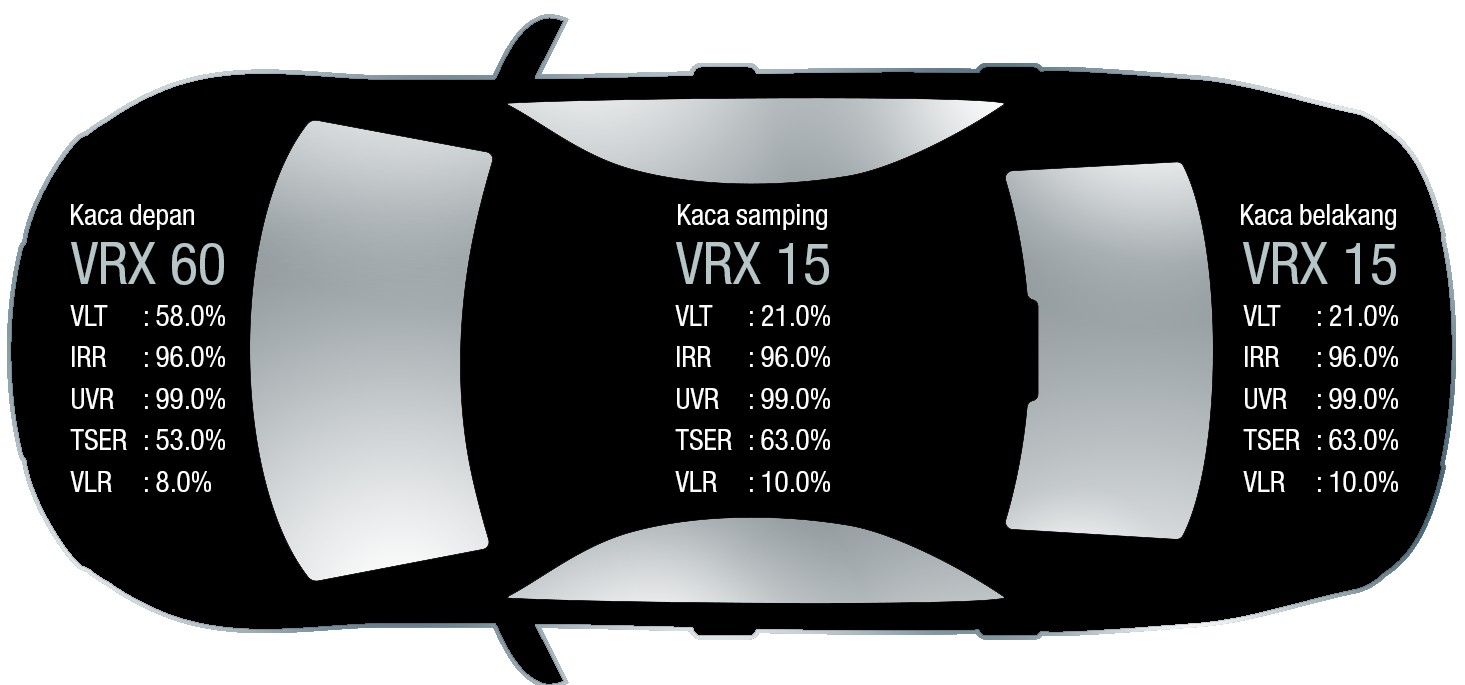 Kaca depan
VRX 60
VLT : 58.0%
IRR : 96.0%
UVR : 99.0%
TSER : 53.0%
VLR : 8.0%
Kaca samping
VRX 15
VLT : 21.0%
IRR : 96.0%
UVR : 99.0%
TSER : 63.0%
VLR : 10.0%
Kaca belakang
VRX 15
VLT : 21.0%
IRR : 96.0%
UVR : 99.0%
TSER : 63.0%
VLR : 10.0%